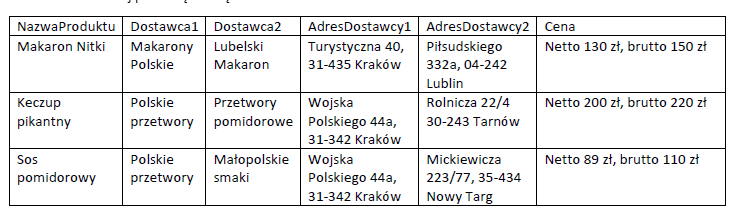 NazwaProduktu Dostawca1 Dostawca2 AdresDostawcy1 AdresDostawcy2 Cena
Makaron Nitki Makarony Lubelski Turystyczna 40, Piłsudskiego Netto 130 zł, brutto 150 zł
Polskie Makaron 31-435 Kraków 332a, 04-242
Lublin
Keczup Polskie Przetwory Wojska Rolnicza 22/4 Netto 200 zł, brutto 220 zł
pikantny przetwory pomidorowe Polskiego 44a, 30-243 Tarnów
31-342 Kraków
Sos Polskie Małopolskie Wojska Mickiewicza Netto 89 zł, brutto 110 zł
pomidorowy przetwory smaki Polskiego 44a, 223/77, 35-434
31-342 Kraków Nowy Targ